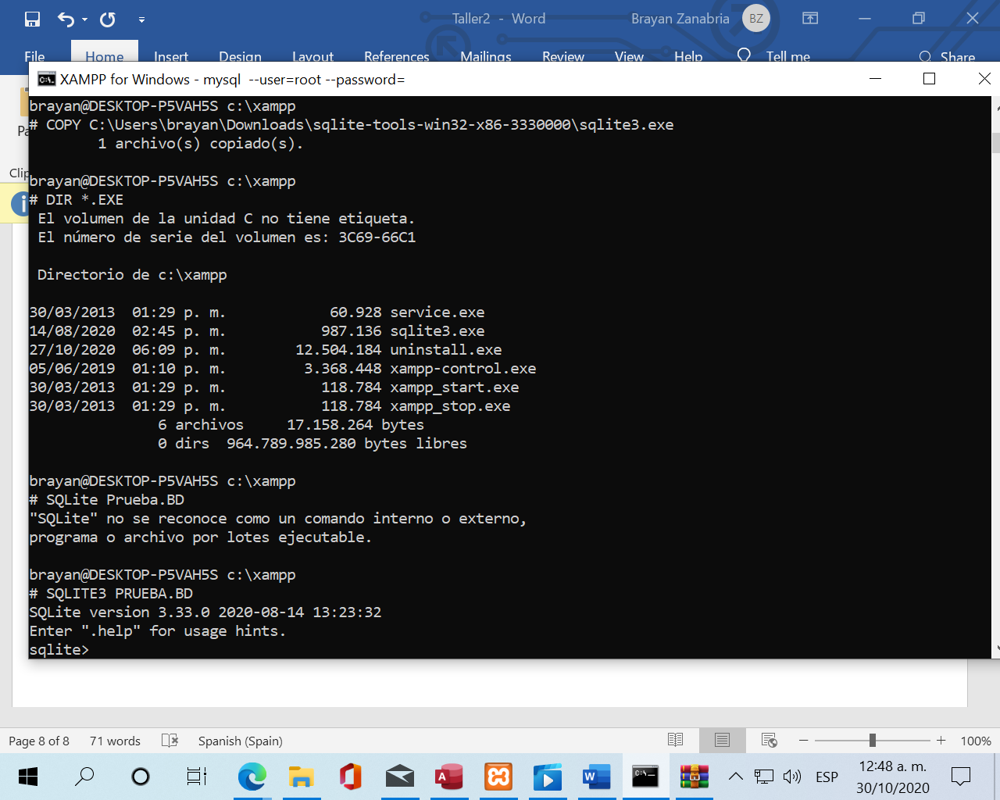 Taller2 - Word
Brayan Zanabria
BZ
File Home Insert Design Layout References Mailings Review View Help Tell me Share
XAMPP for Windows - mysql --user=root --password=
brayan@DESKTOP-P5VAH5S c:\xampp
# COPY C:\Users\brayan\Downloads\sqlite-tools-win32-x86-3330000\sqlite3.exe
1 archivo(s) copiado(s).
brayan@DESKTOP-P5VAH5S c:\xampp
# DIR *.EXE
El volumen de la unidad C no tiene etiqueta.
El número de serie del volumen es: 3C69-66C1
Directorio de c:\xampp
30/03/2013 01:29 p. m. 60.928 service.exe
14/08/2020 02:45 p. m. 987.136 sqlite3.exe
27/10/2020 06:09 p. m. 12.504.184 uninstall.exe
05/06/2019 01:10 p. m. 3.368.448 xampp-control.exe
30/03/2013 01:29 p. m. 118.784 xampp_start.exe
30/03/2013 01:29 p. m. 118.784 xampp_stop.exe
6 archivos 17.158.264 bytes
0 dirs 964.789.985.280 bytes libres
brayan@DESKTOP-P5VAH5S c:\xampp
# SQLite Prueba.BD
"SQLite" no se reconoce como un comando interno o externo,
programa o archivo por lotes ejecutable.
brayan@DESKTOP-P5VAH5S c:\xampp
# SQLITE3 PRUEBA.BD
SQLite version 3.33.0 2020-08-14 13:23:32
Enter ".help" for usage hints.
sqlite>
Page 8 of 8 71 words Spanish (Spain) 100%
ESP
12:48 a. m.
30/10/2020